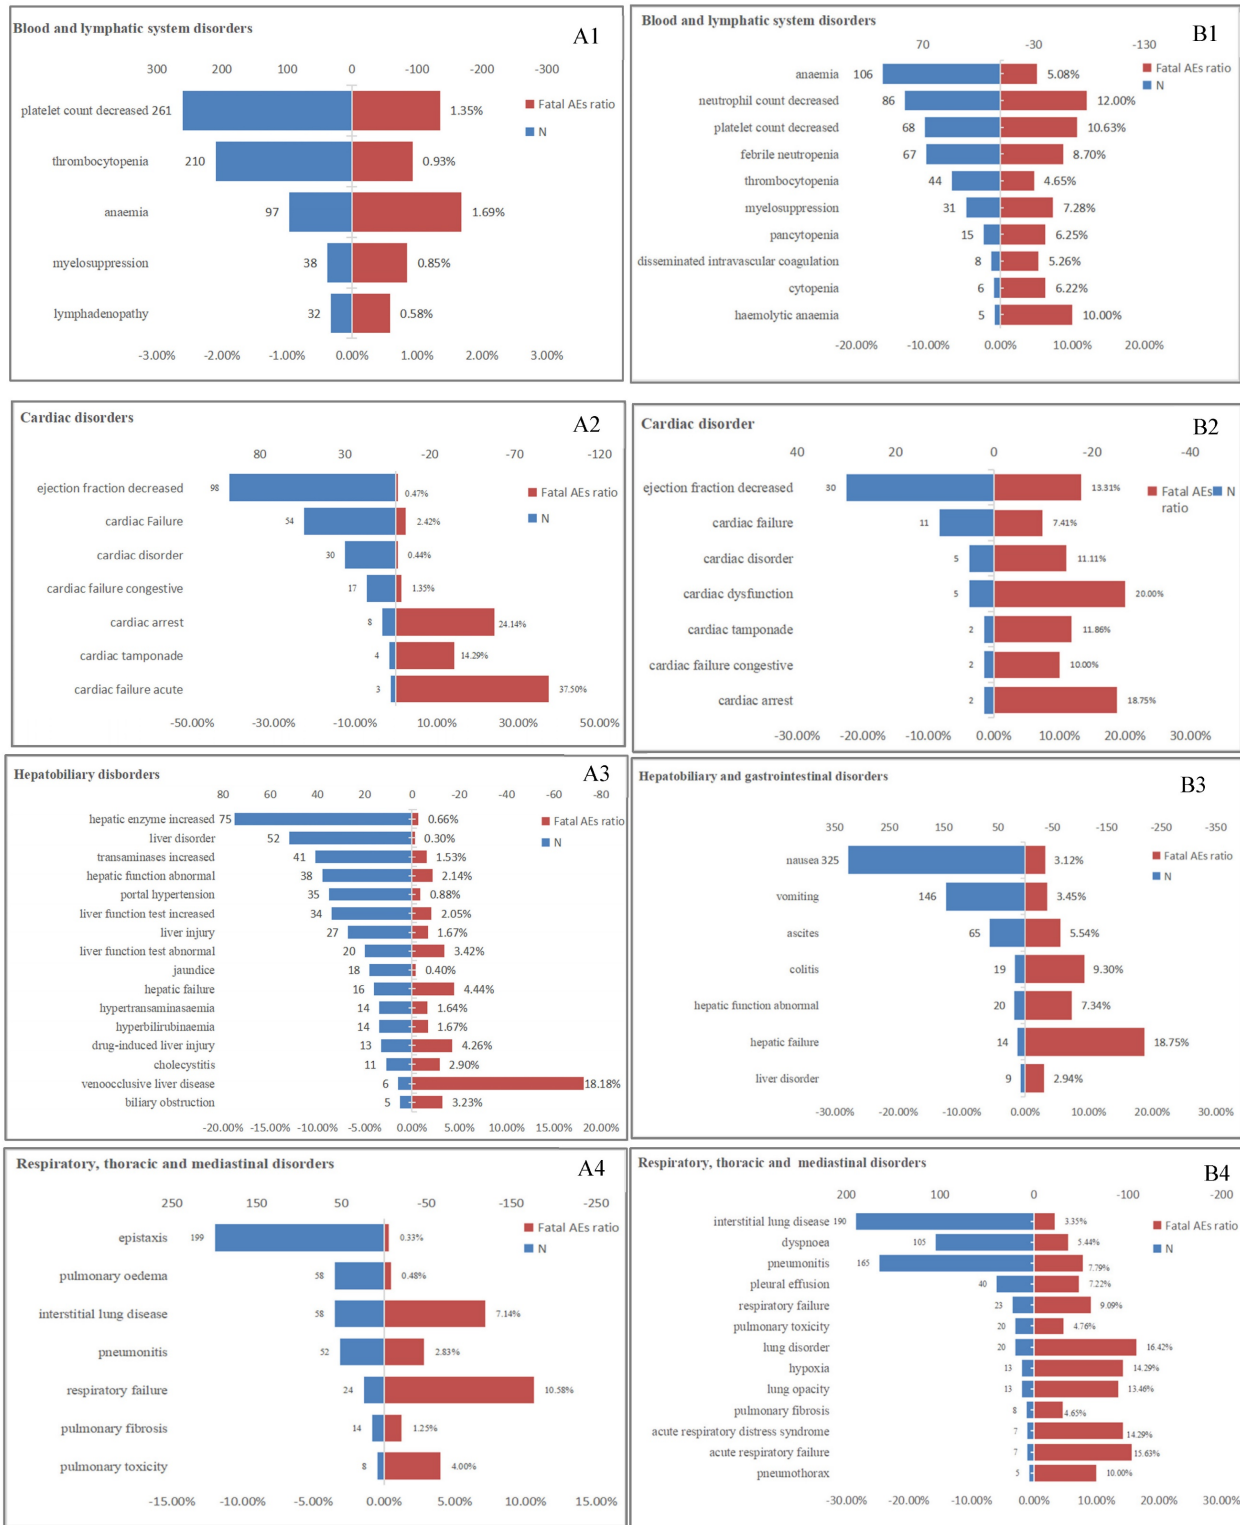 Blood and lymphatic system disorders
A1
300 200 100 0 -100 -200 -300
platelet count decreased 261 1.35%
thrombocytopenia 210 0.93%
anaemia 97 1.69%
myelosuppression 38 0.85%
lymphadenopathy 32 0.58%
Fatal AEs ratio
N
-3.00% -2.00% -1.00% 0.00% 1.00% 2.00% 3.00%
Blood and lymphatic system disorders
B1
70 -30 -130
anaemia 106 5.08%
neutrophil count decreased 86 12.00%
platelet count decreased 68 10.63%
febrile neutropenia 67 8.70%
thrombocytopenia 44 4.65%
myelosuppression 31 7.28%
pancytopenia 15 6.25%
disseminated intravascular coagulation 8 5.26%
cytopenia 6 6.22%
haemolytic anaemia 5 10.00%
Fatal AEs ratio
N
-20.00% -10.00% 0.00% 10.00% 20.00%
Cardiac disorders
A2
80 30 -20 -70 -120
ejection fraction decreased 98 0.47%
cardiac Failure 54 2.42%
cardiac disorder 30 0.44%
cardiac failure congestive 17 1.35%
cardiac arrest 8 24.14%
cardiac tamponade 4 14.29%
cardiac failure acute 3 37.50%
Fatal AEs ratio
N
-50.00% -30.00% -10.00% 10.00% 30.00% 50.00%
Cardiac disorder
B2
40 20 0 -20 -40
ejection fraction decreased 30 13.31%
cardiac failure 11 7.41%
cardiac disorder 5 11.11%
cardiac dysfunction 5 20.00%
cardiac tamponade 2 11.86%
cardiac failure congestive 2 10.00%
cardiac arrest 2 18.75%
Fatal AEs N
ratio
-30.00% -20.00% -10.00% 0.00% 10.00% 20.00% 30.00%
Hepatobiliary disborders
A3
80 60 40 20 0 -20 -40 -60 -80
hepatic enzyme increased 75 0.66%
liver disorder 52 0.30%
transaminases increased 41 1.53%
hepatic function abnormal 38 2.14%
portal hypertension 35 0.88%
liver function test increased 34 2.05%
liver injury 27 1.67%
liver function test abnormal 20 3.42%
jaundice 18 0.40%
hepatic failure 16 4.44%
hypertransaminasaemia 14 1.64%
hyperbilirubinaemia 14 1.67%
drug-induced liver injury 13 4.26%
cholecystitis 11 2.90%
venoocclusive liver disease 6 18.18%
biliary obstruction 5 3.23%
Fatal AEs ratio
N
-20.00% -15.00% -10.00% -5.00% 0.00% 5.00% 10.00% 15.00% 20.00%
Hepatobiliary and gastrointestinal disorders
B3
350 250 150 50 -50 -150 -250 -350
nausea 325 3.12%
vomiting 146 3.45%
ascites 65 5.54%
colitis 19 9.30%
hepatic function abnormal 20 7.34%
hepatic failure 14 18.75%
liver disorder 9 2.94%
Fatal AEs ratio
N
-30.00% -20.00% -10.00% 0.00% 10.00% 20.00% 30.00%
Respiratory, thoracic and mediastinal disorders
A4
250 150 50 -50 -150 -250
epistaxis 199 0.33%
pulmonary oedema 58 0.48%
interstitial lung disease 58 7.14%
pneumonitis 52 2.83%
respiratory failure 24 10.58%
pulmonary fibrosis 14 1.25%
pulmonary toxicity 8 4.00%
Fatal AEs ratio
N
-15.00% -10.00% -5.00% 0.00% 5.00% 10.00% 15.00%
Respiratory, thoracic and mediastinal disorders
B4
200 100 0 -100 -200
interstitial lung disease 190 3.35%
dyspnoea 105 5.44%
pneumonitis 165 7.79%
pleural effusion 40 7.22%
respiratory failure 23 9.09%
pulmonary toxicity 20 4.76%
lung disorder 20 16.42%
hypoxia 13 14.29%
lung opacity 13 13.46%
pulmonary fibrosis 8 4.65%
acute respiratory distress syndrome 7 14.29%
acute respiratory failure 7 15.63%
pneumothorax 5 10.00%
Fatal AEs ratio
N
-30.00% -20.00% -10.00% 0.00% 10.00% 20.00% 30.00%